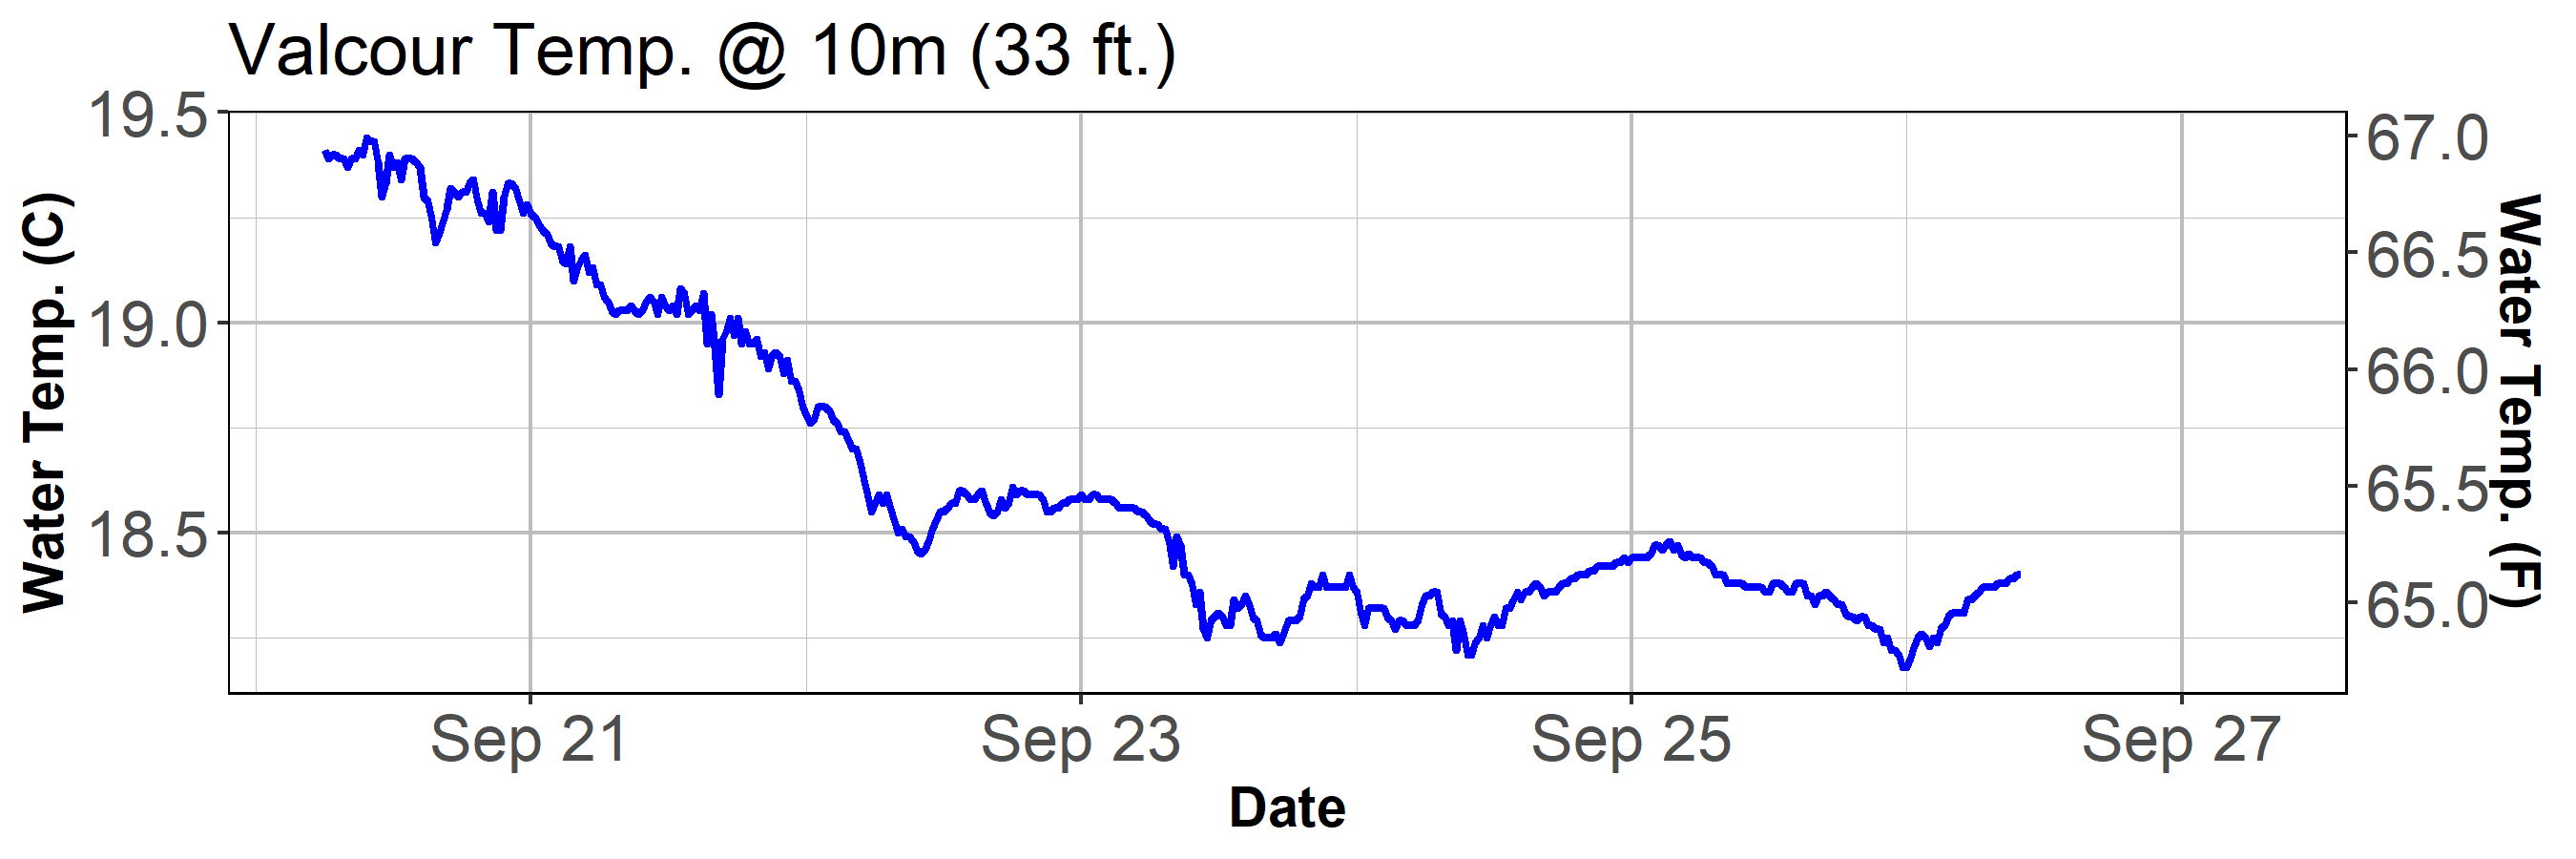 Valcour Temp. @ 10m (33 ft.)
Water Temp. (C)
19.5
19.0
18.5
67.0
66.5
66.0
65.5
65.0
Water Temp. (F)
Sep 21
Sep 23
Sep 25
Sep 27
Date